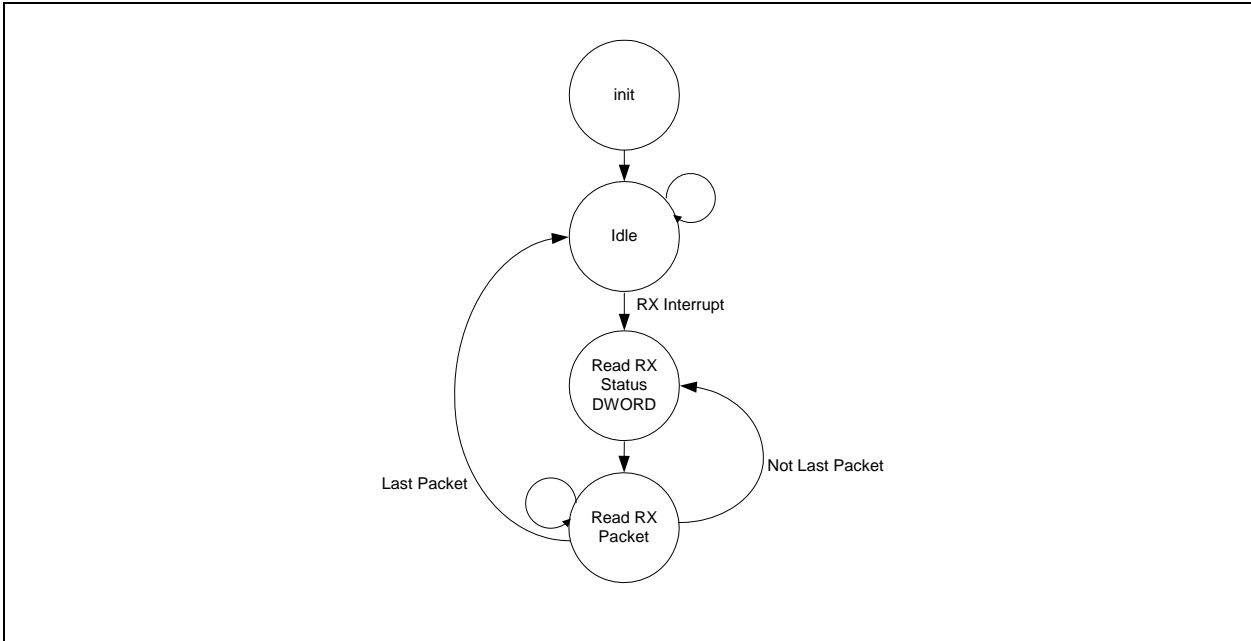 init
Idle
RX Interrupt
Read RX
Status
DWORD
Not Last Packet
Last Packet
Read RX
Packet